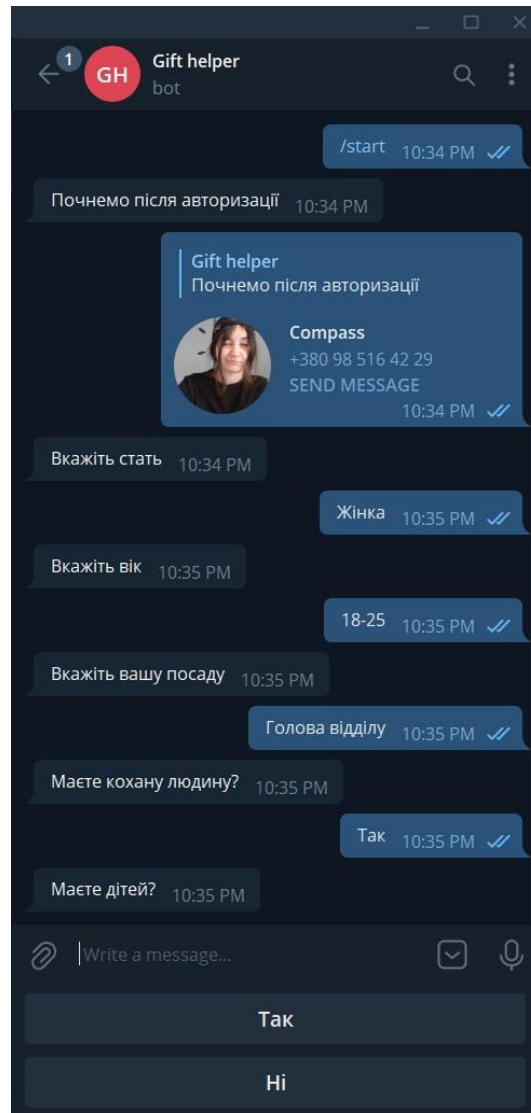 1
GH
Gift helper
bot
/start 10:34 PM
Почнемо після авторизації 10:34 PM
Gift helper
Почнемо після авторизації
Compass
+380 98 516 42 29
SEND MESSAGE
10:34 PM
Вкажіть стать 10:34 PM
Жінка 10:35 PM
Вкажіть вік 10:35 PM
18-25 10:35 PM
Вкажіть вашу посаду 10:35 PM
Голова відділу 10:35 PM
Маєте кохану людину? 10:35 PM
Так 10:35 PM
Маєте дітей? 10:35 PM
Write a message...
Так
Ні